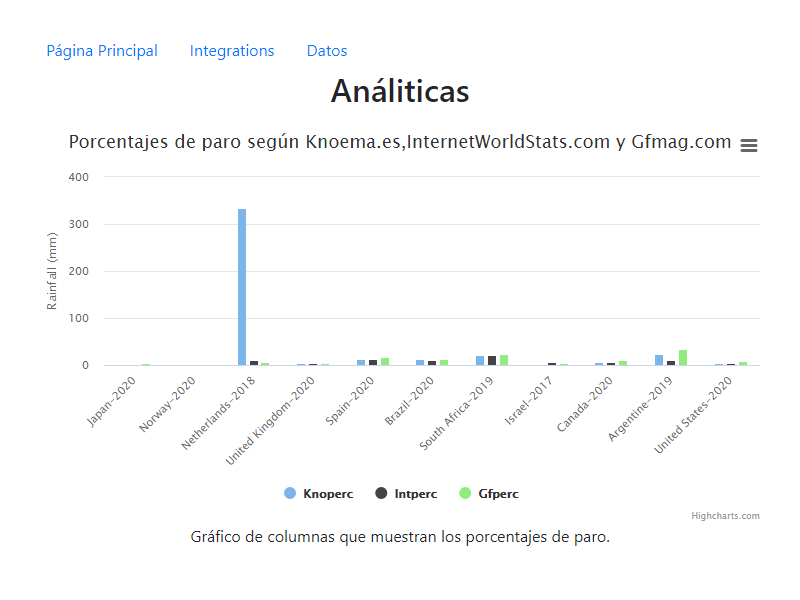 Página Principal Integrations Datos
Análiticas
Porcentajes de paro según Knoema.es,InternetWorldStats.com y Gfmag.com
400
300
200
100
0
Rainfall (mm)
Japan-2020
Norway-2020
Netherlands-2018
United Kingdom-2020
Spain-2020
Brazil-2020
South Africa-2019
Israel-2017
Canada-2020
Argentine-2019
United States-2020
Knoperc Intperc Gfperc
Highcharts.com
Gráfico de columnas que muestran los porcentajes de paro.